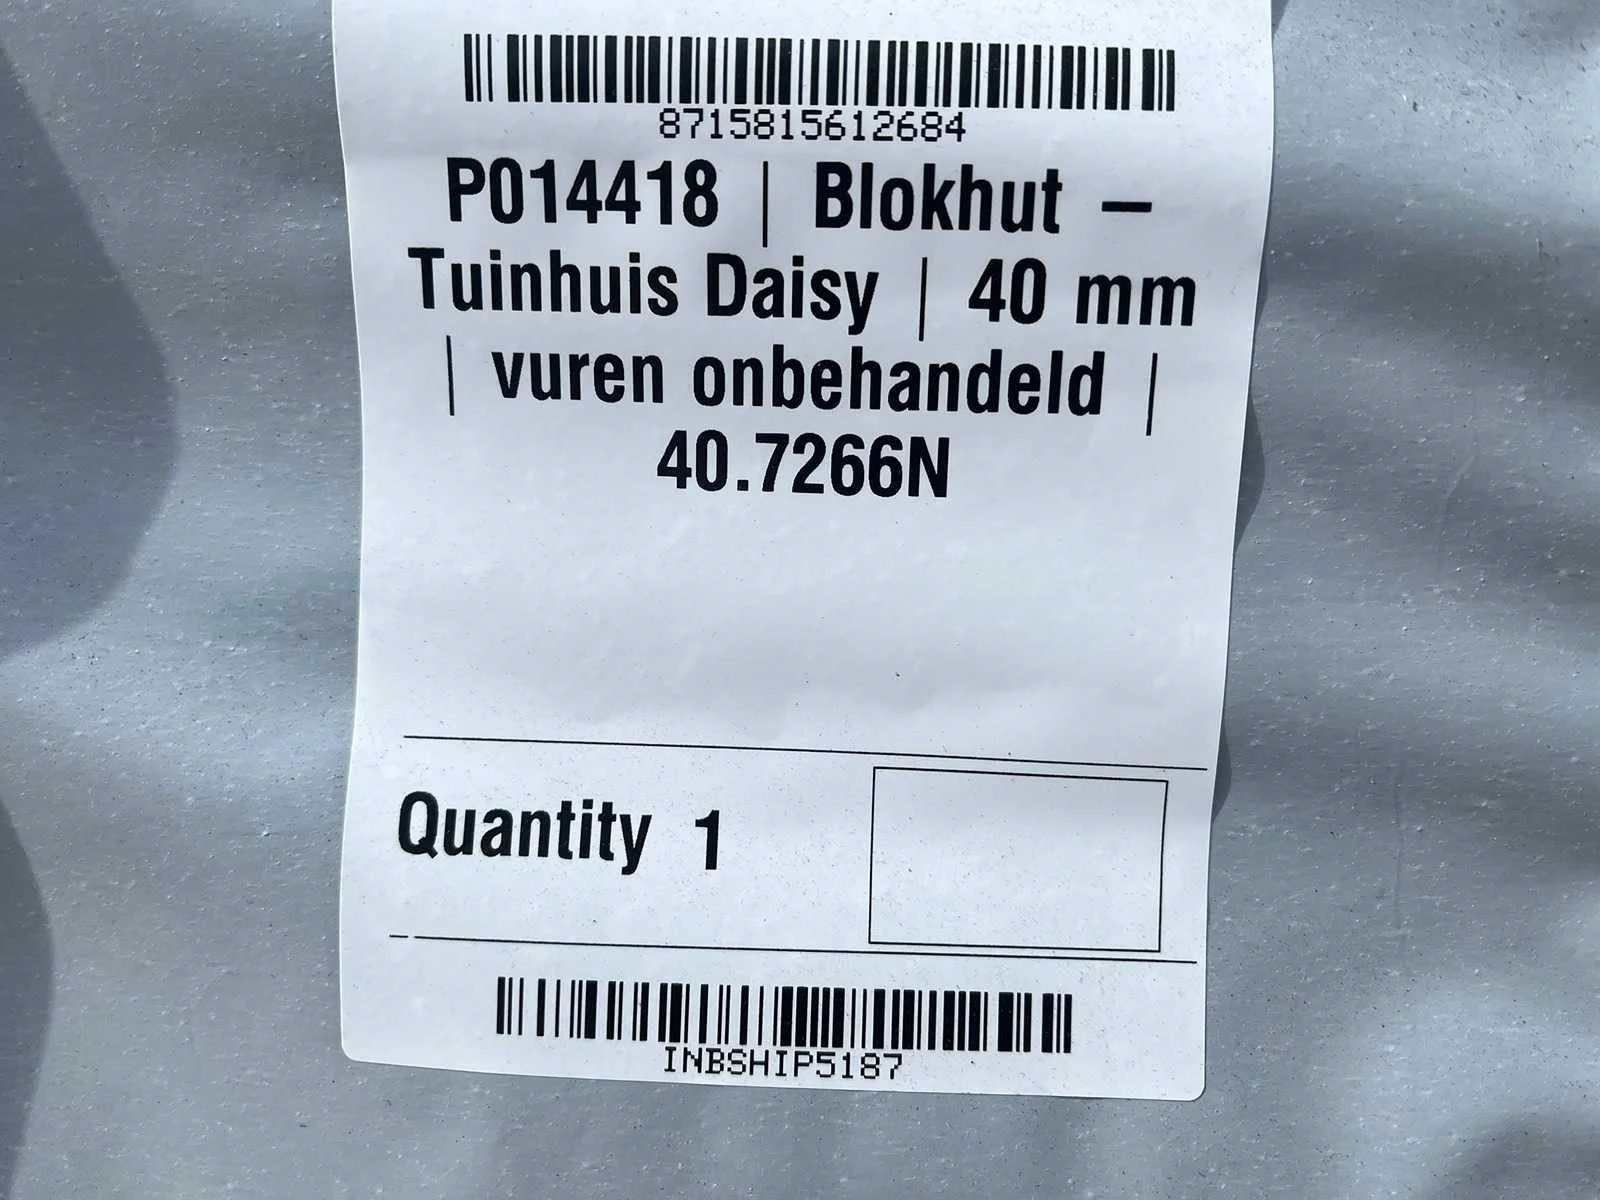 8715815612684
P014418 | Blokhut –
Tuinhuis Daisy | 40 mm
| vuren onbehandeld |
40.7266N
Quantity 1
INBSHIP5187